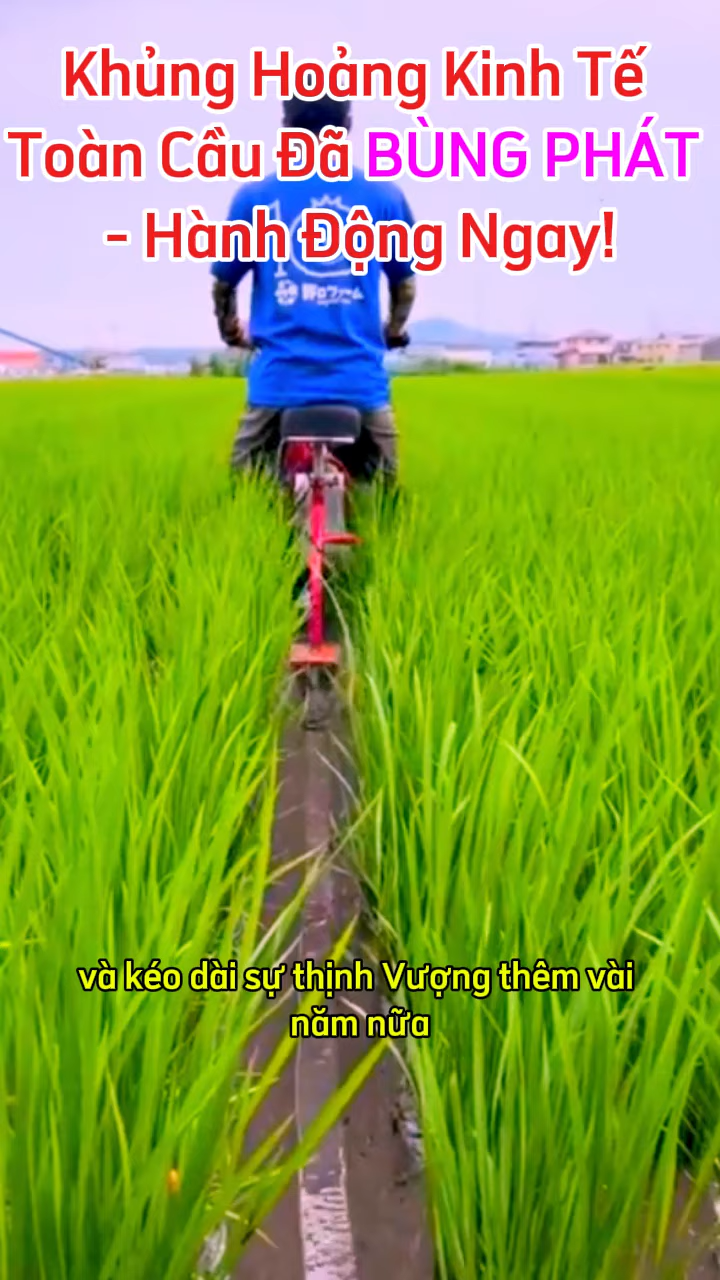 Khủng Hoảng Kinh Tế
Toàn Cầu Đã BÙNG PHÁT
- Hành Động Ngay!
và kéo dài sự thịnh Vượng thêm vài
năm nữa